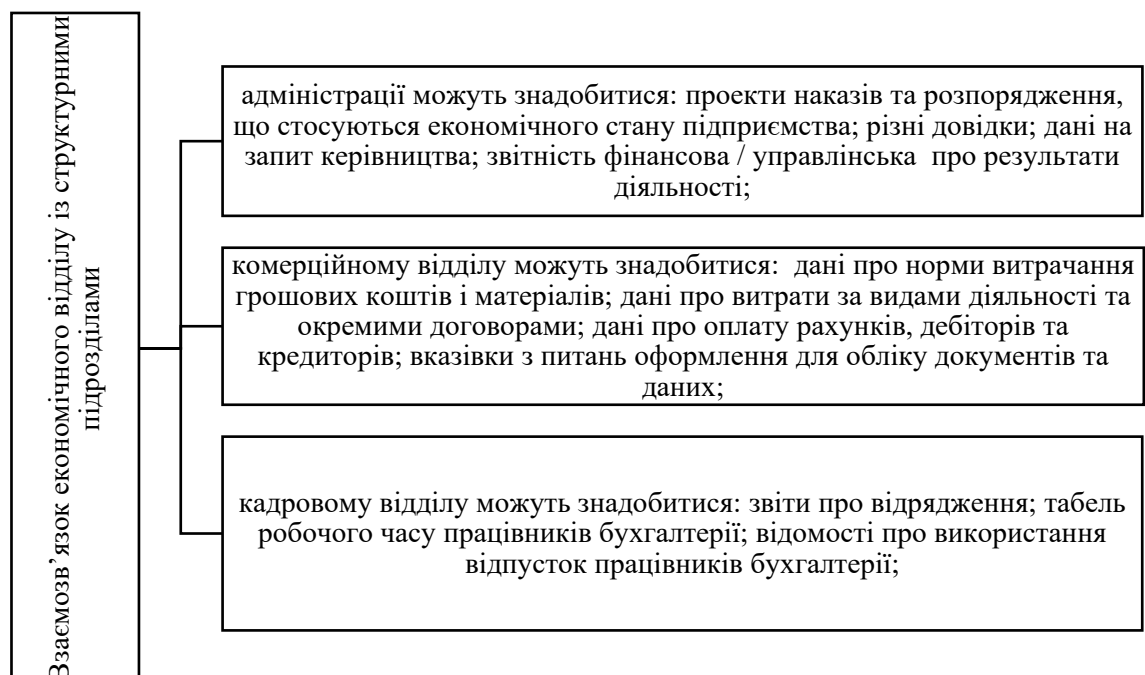 Взаємозв’язок економічного відділу із структурними
підрозділами
адміністрації можуть знадобитися: проекти наказів та розпорядження,
що стосуються економічного стану підприємства; різні довідки; дані на
запит керівництва; звітність фінансова / управлінська про результати
діяльності;
комерційному відділу можуть знадобитися: дані про норми витрачання
грошових коштів і матеріалів; дані про витрати за видами діяльності та
окремими договорами; дані про оплату рахунків, дебіторів та
кредиторів; вказівки з питань оформлення для обліку документів та
даних;
кадровому відділу можуть знадобитися: звіти про відрядження; табель
робочого часу працівників бухгалтерії; відомості про використання
відпусток працівників бухгалтерії;